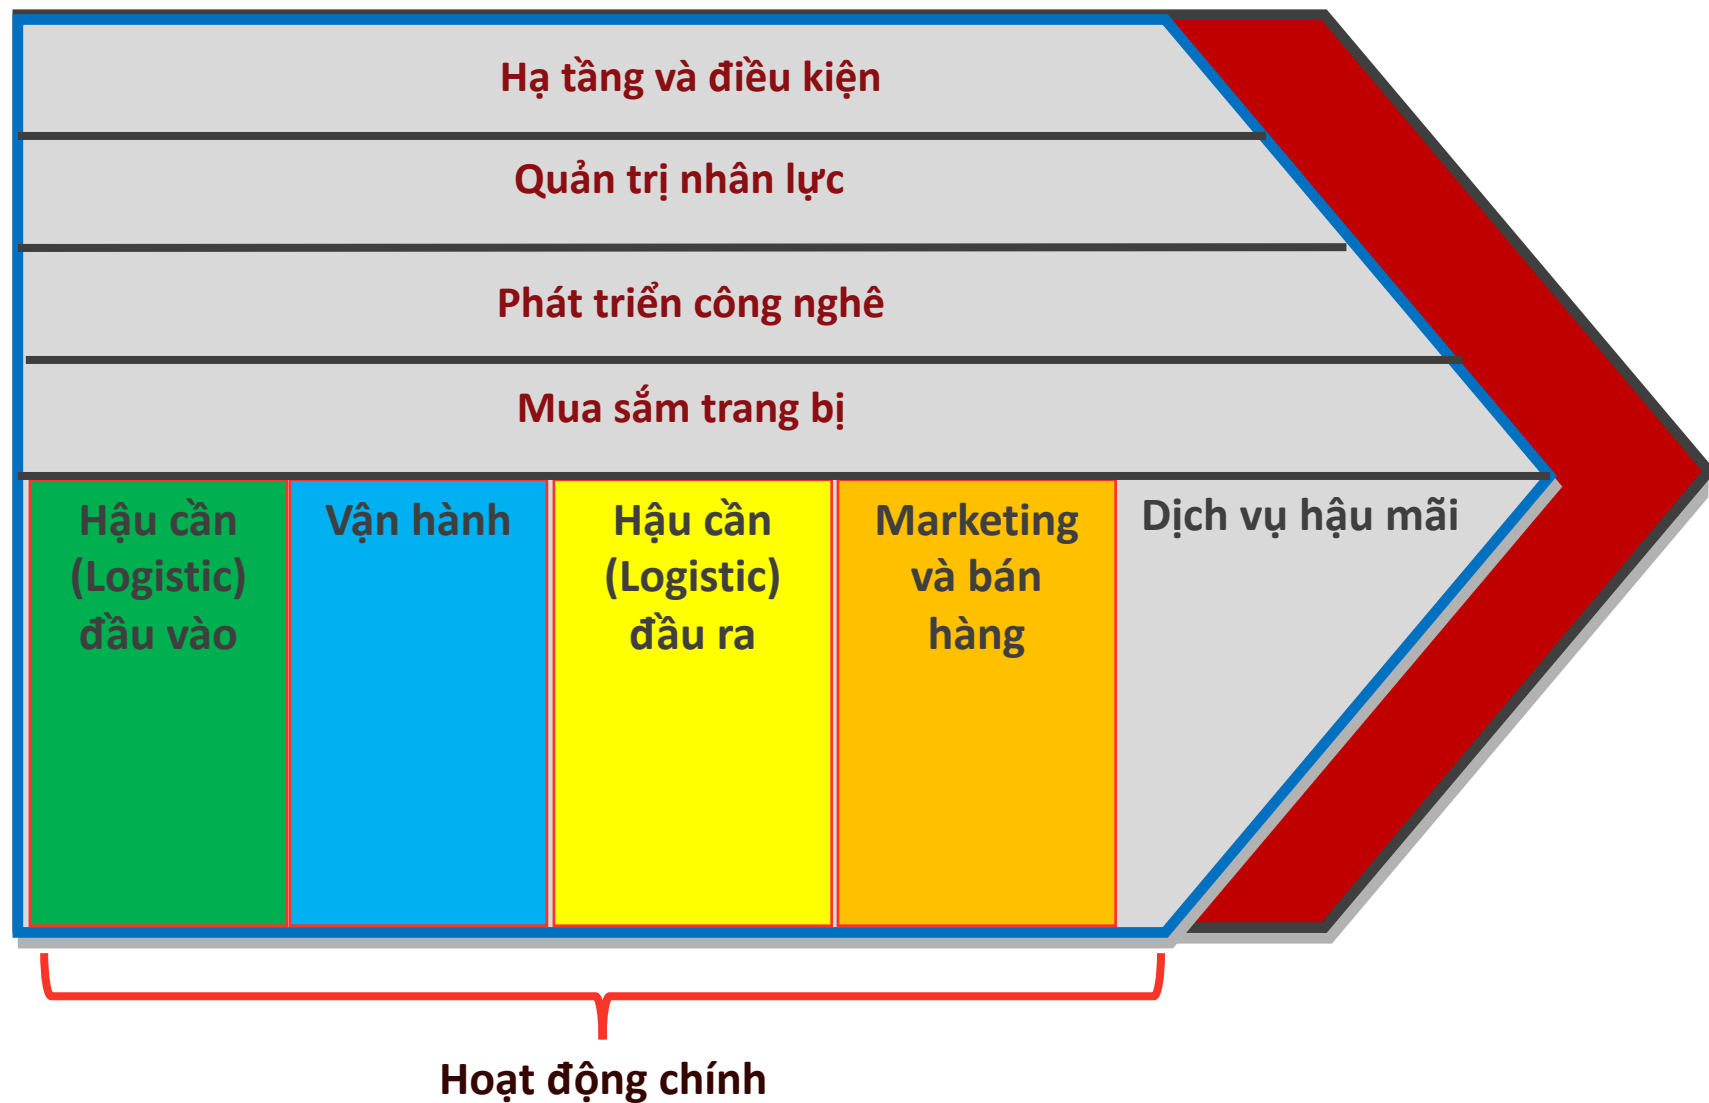 Hạ tầng và điều kiện
Quản trị nhân lực
Phát triển công nghê
Mua sắm trang bị
Hậu cần
(Logistic)
đầu vào
Vận hành
Hậu cần
(Logistic)
đầu ra
Marketing
và bán
hàng
Dịch vụ hậu mãi
Hoạt động chính